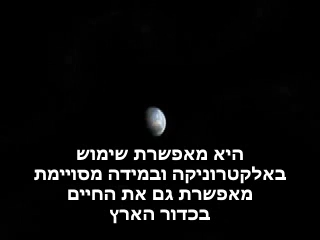 היא מאפשרת שימוש
באלקטרוניקה ובמידה מסויימת
מאפשרת גם את החיים
בכדור הארץ